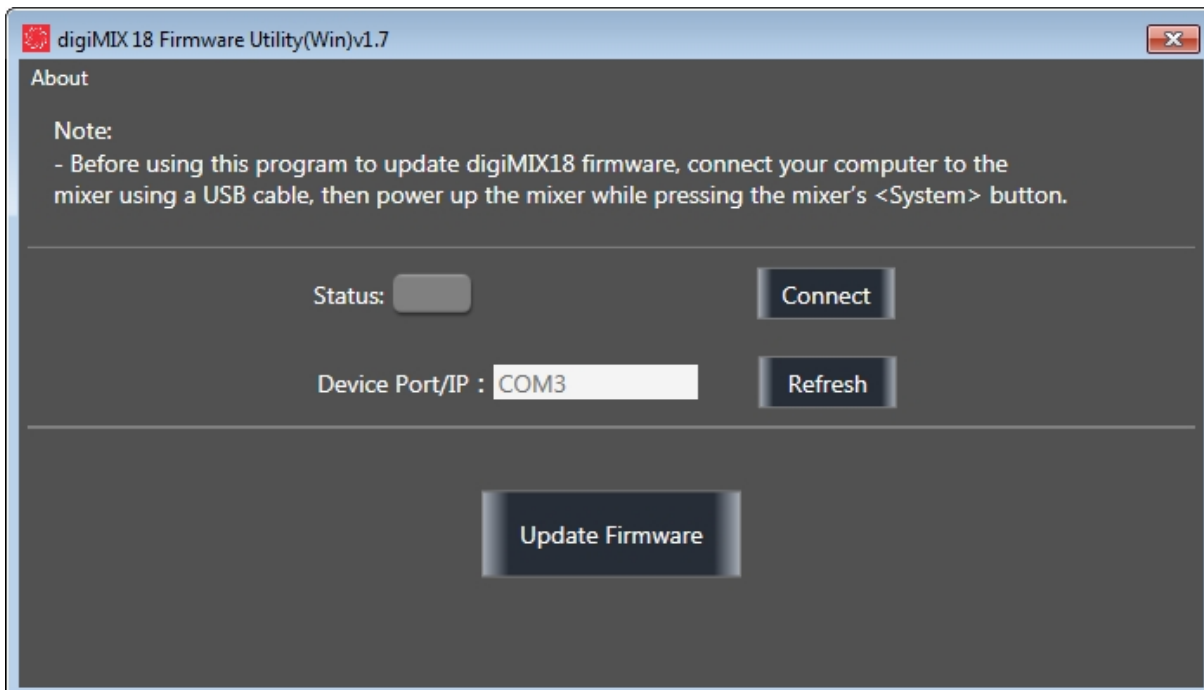 digiMIX 18 Firmware Utility(Win)v1.7
About
Note:
- Before using this program to update digiMIX18 firmware, connect your computer to the
mixer using a USB cable, then power up the mixer while pressing the mixer’s <System> button.
Status:
Connect
Device Port/IP : COM3
Refresh
Update Firmware